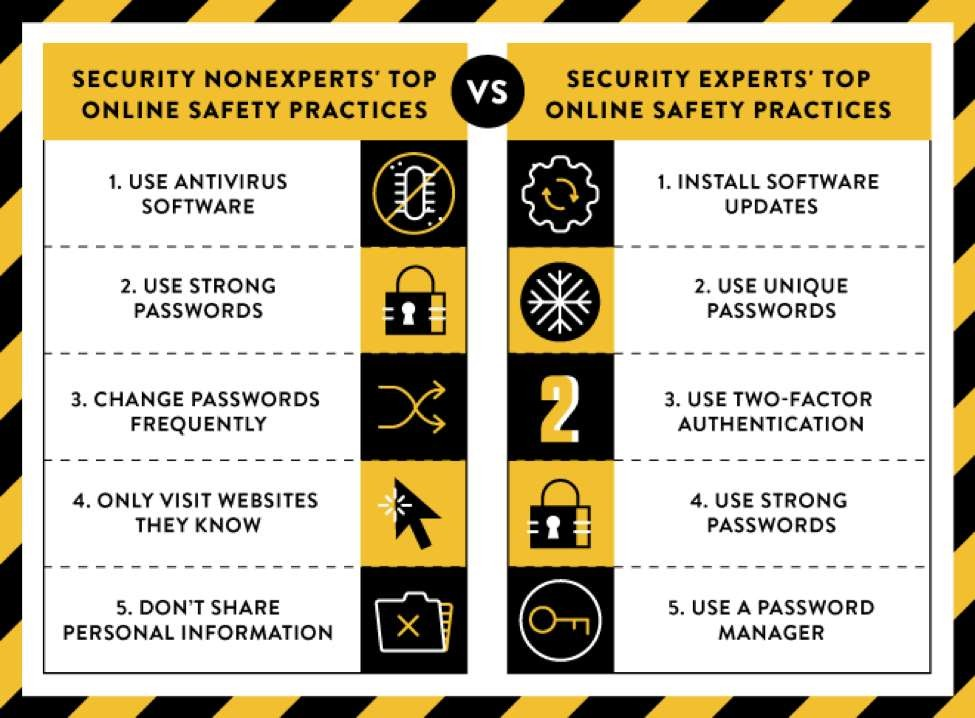 SECURITY NONEXPERTS' TOP
ONLINE SAFETY PRACTICES
VS
SECURITY EXPERTS' TOP
ONLINE SAFETY PRACTICES
1. USE ANTIVIRUS
SOFTWARE
2. USE STRONG
PASSWORDS
3. CHANGE PASSWORDS
FREQUENTLY
4. ONLY VISIT WEBSITES
THEY KNOW
5. DON'T SHARE
PERSONAL INFORMATION
1. INSTALL SOFTWARE
UPDATES
2. USE UNIQUE
PASSWORDS
2
3. USE TWO-FACTOR
AUTHENTICATION
4. USE STRONG
PASSWORDS
5. USE A PASSWORD
MANAGER